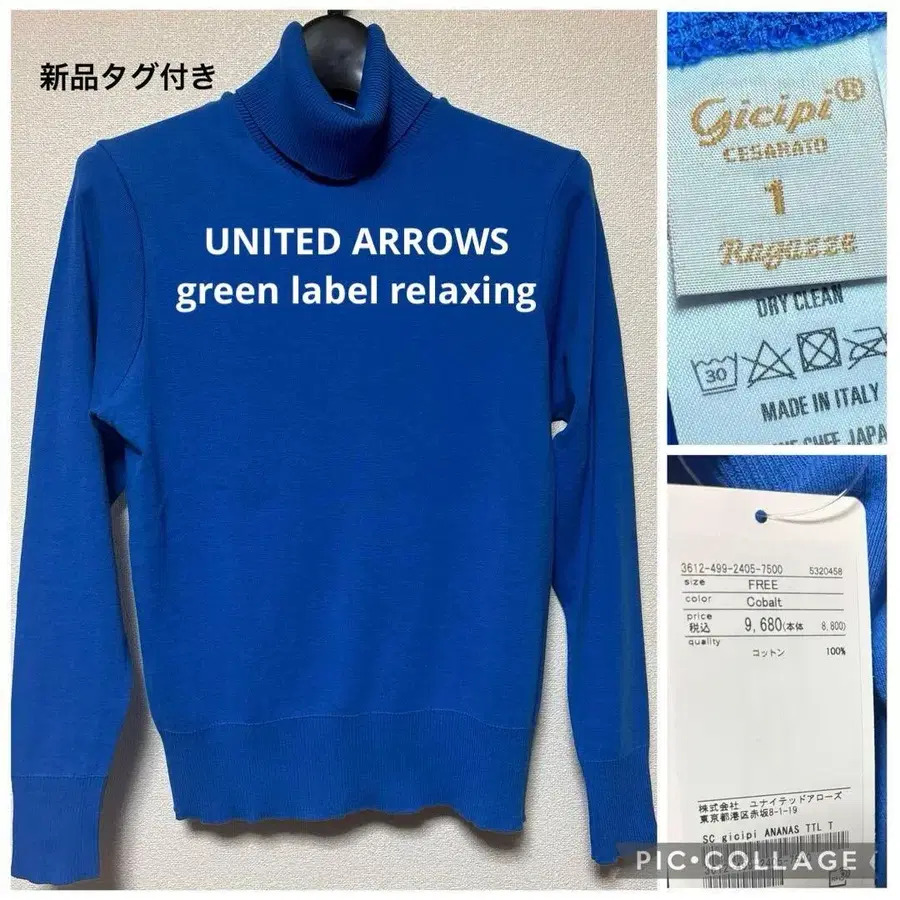 新品タグ付き
UNITED ARROWS
green label relaxing
Gicipi®
CESARATO
1
Ragazze
DRY CLEAN
30
MADE IN ITALY
JAPA
3612-499-2405-7500 5320458
size FREE
color Cobalt
price
税込 9,680(本体 8,800)
quality
コットン 100%
株式会社 ユナイテッドアローズ
東京都港区赤坂8-1-19
SC gicipi ANANAS TTL T
PIC•COLLAGE